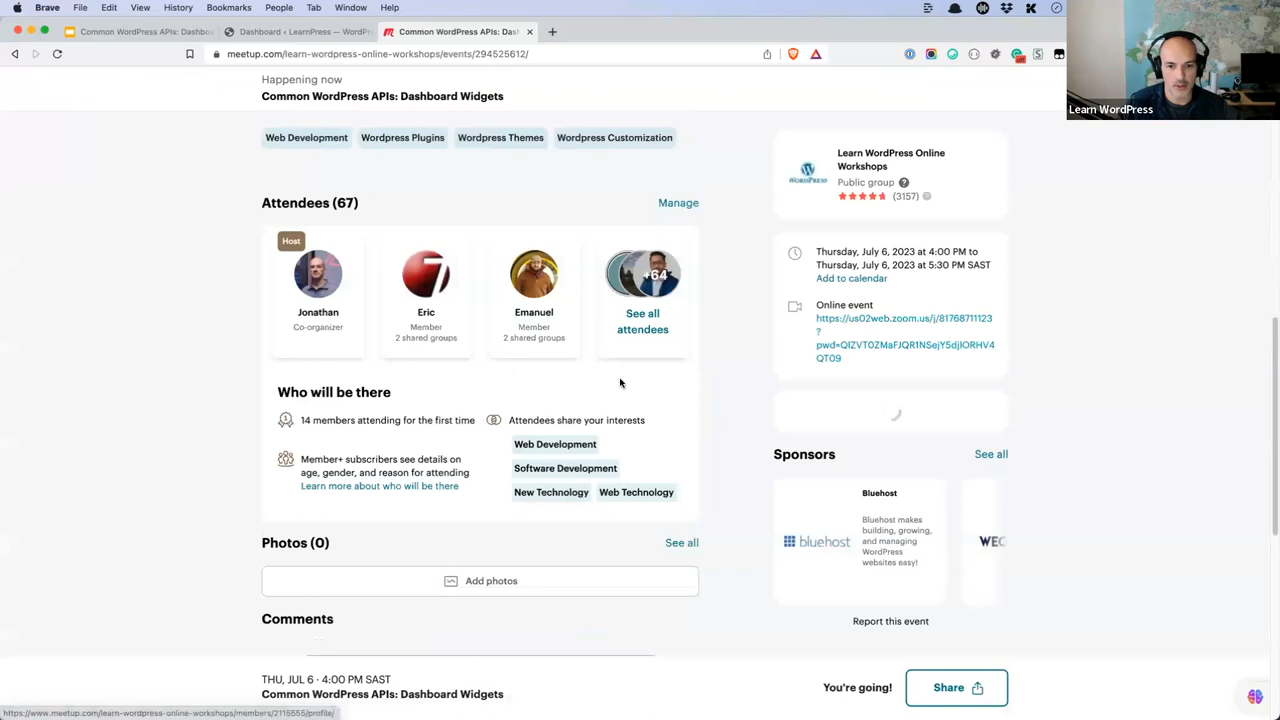 Brave File Edit View History Bookmarks People Tab Window Help
Common WordPress APIs: Dashbo
Dashboard ‹ LearnPress — WordPr
Common WordPress APIs: Das
meetup.com/learn-wordpress-online-workshops/events/294525612/
Learn WordPress
Happening now
Common WordPress APIs: Dashboard Widgets
Web Development
Wordpress Plugins
Wordpress Themes
Wordpress Customization
Attendees (67)
Manage
Host
Jonathan
Co-organizer
7
Eric
Member
2 shared groups
Emanuel
Member
2 shared groups
+64
See all
attendees
Who will be there
14 members attending for the first time
Member+ subscribers see details on
age, gender, and reason for attending
Learn more about who will be there
Attendees share your interests
Web Development
Software Development
New Technology
Web Technology
Photos (0)
See all
Add photos
Comments
WORDPRESS
Learn WordPress Online
Workshops
Public group
(3157)
Thursday, July 6, 2023 at 4:00 PM to
Thursday, July 6, 2023 at 5:30 PM SAST
Add to calendar
Online event
https://us02web.zoom.us/j/81768711123
?
QT09
Sponsors
See all
bluehost
Bluehost
Bluehost makes
building, growing,
and managing
WordPress
websites easy!
WEC
Report this event
THU, JUL 6 · 4:00 PM SAST
Common WordPress APIs: Dashboard Widgets
You're going!
Share
https://www.meetup.com/learn-wordpress-online-workshops/members/2115555/profile/